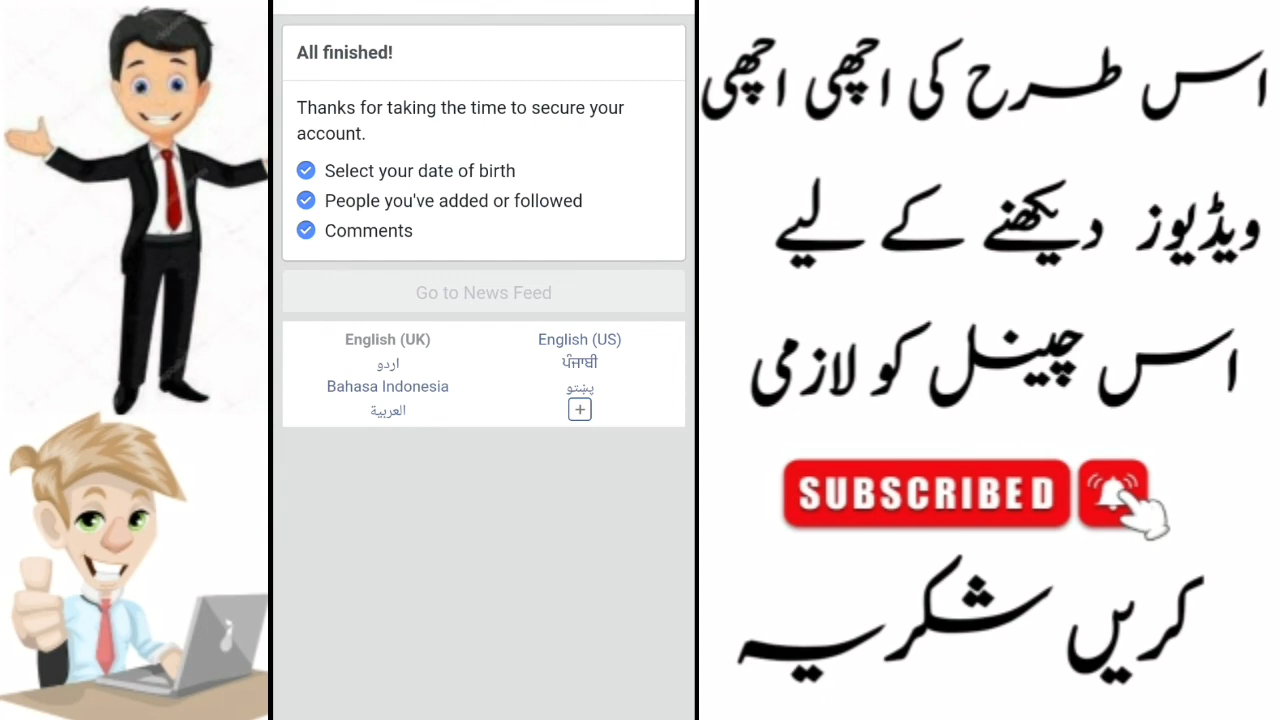 All finished!
Thanks for taking the time to secure your
account.
Select your date of birth
People you've added or followed
Comments
Go to News Feed
English (UK)
English (US)
اردو
ਪੰਜਾਬੀ
Bahasa Indonesia
پښتو
العربية
+
اس طرح کی اچھی اچھی
ویڈیوز دیکھنے کے لیے
اس چینل کو لازمی
SUBSCRIBED
کریں شکریہ